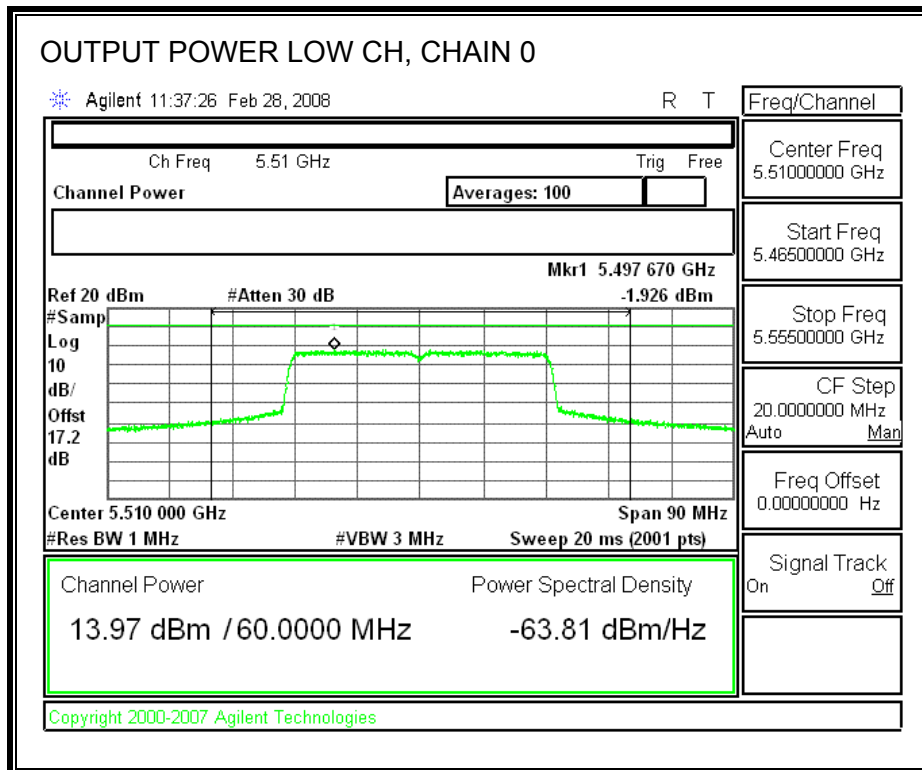 OUTPUT POWER LOW CH, CHAIN 0
Agilent 11:37:26 Feb 28, 2008 R T
Freq/Channel
Ch Freq 5.51 GHz Trig Free
Channel Power Averages: 100
Mkr1 5.497 670 GHz
Ref 20 dBm #Atten 30 dB -1.926 dBm
#Samp
Log
10
dB/
Offst
17.2
dB
Center 5.510 000 GHz Span 90 MHz
#Res BW 1 MHz #VBW 3 MHz Sweep 20 ms (2001 pts)
Channel Power Power Spectral Density
13.97 dBm / 60.0000 MHz -63.81 dBm/Hz
Center Freq
5.51000000 GHz
Start Freq
5.46500000 GHz
Stop Freq
5.55500000 GHz
CF Step
20.0000000 MHz
Auto Man
Freq Offset
0.00000000 Hz
Signal Track
On Off
Copyright 2000-2007 Agilent Technologies